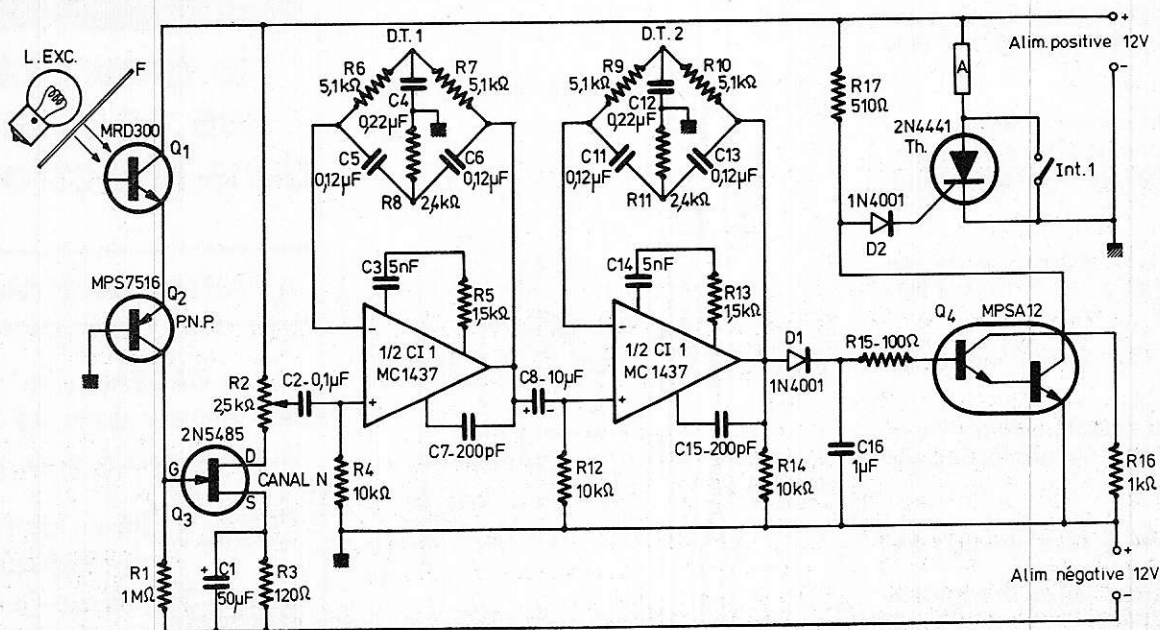 L.EXC.
F
MRD300
Q1
MPS7516
Q2
P.N.P.
R2
25kΩ
C2-0,1µF
2N5485
G
D
S
CANAL N
Q3
R1
1MΩ
+
C1
50µF
R3
120Ω
D.T.1
R6
5,1kΩ
R7
5,1kΩ
C4
0,22µF
C5
0,12µF
C6
0,12µF
R8
2,4kΩ
C3
5nF
R5
1,5kΩ
-
+
1/2 CI 1
MC1437
C7-200pF
R4
10kΩ
C8-10µF
+
-
R12
10kΩ
D.T.2
R9
5,1kΩ
R10
5,1kΩ
C12
0,22µF
C11
0,12µF
C13
0,12µF
R11
2,4kΩ
C14
5nF
R13
1,5kΩ
-
+
1/2 CI 1
MC1437
C15-200pF
R14
10kΩ
D1
1N4001
R15-100Ω
C16
1µF
Q4
MPSA12
R16
1kΩ
R17
510Ω
1N4001
D2
2N4441
Th.
A
Int.1
+
Alim.positive 12V
-
+
Alim négative 12V
-